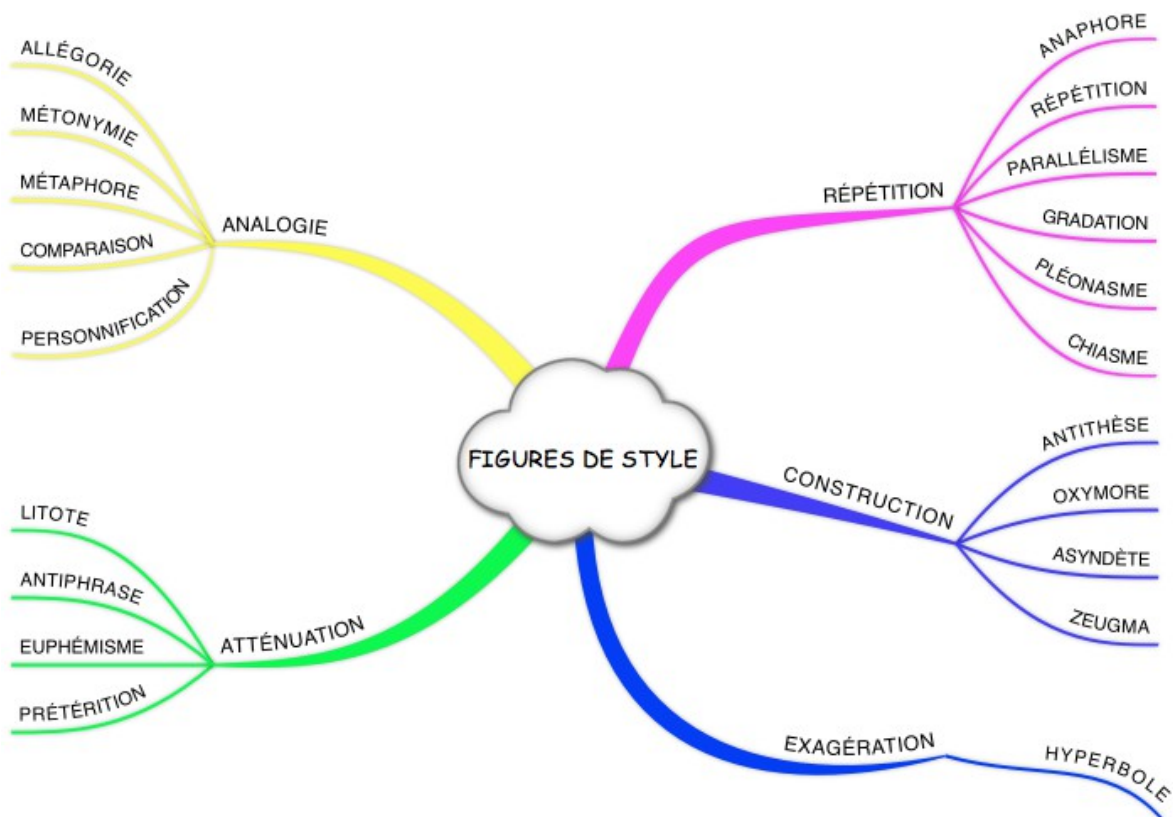 FIGURES DE STYLE
ANALOGIE
ALLÉGORIE
MÉTONYMIE
MÉTAPHORE
COMPARAISON
PERSONNIFICATION
RÉPÉTITION
ANAPHORE
RÉPÉTITION
PARALLÉLISME
GRADATION
PLÉONASME
CHIASME
CONSTRUCTION
ANTITHÈSE
OXYMORE
ASYNDÈTE
ZEUGMA
EXAGÉRATION
HYPERBOLE
ATTÉNUATION
LITOTE
ANTIPHRASE
EUPHÉMISME
PRÉTÉRITION